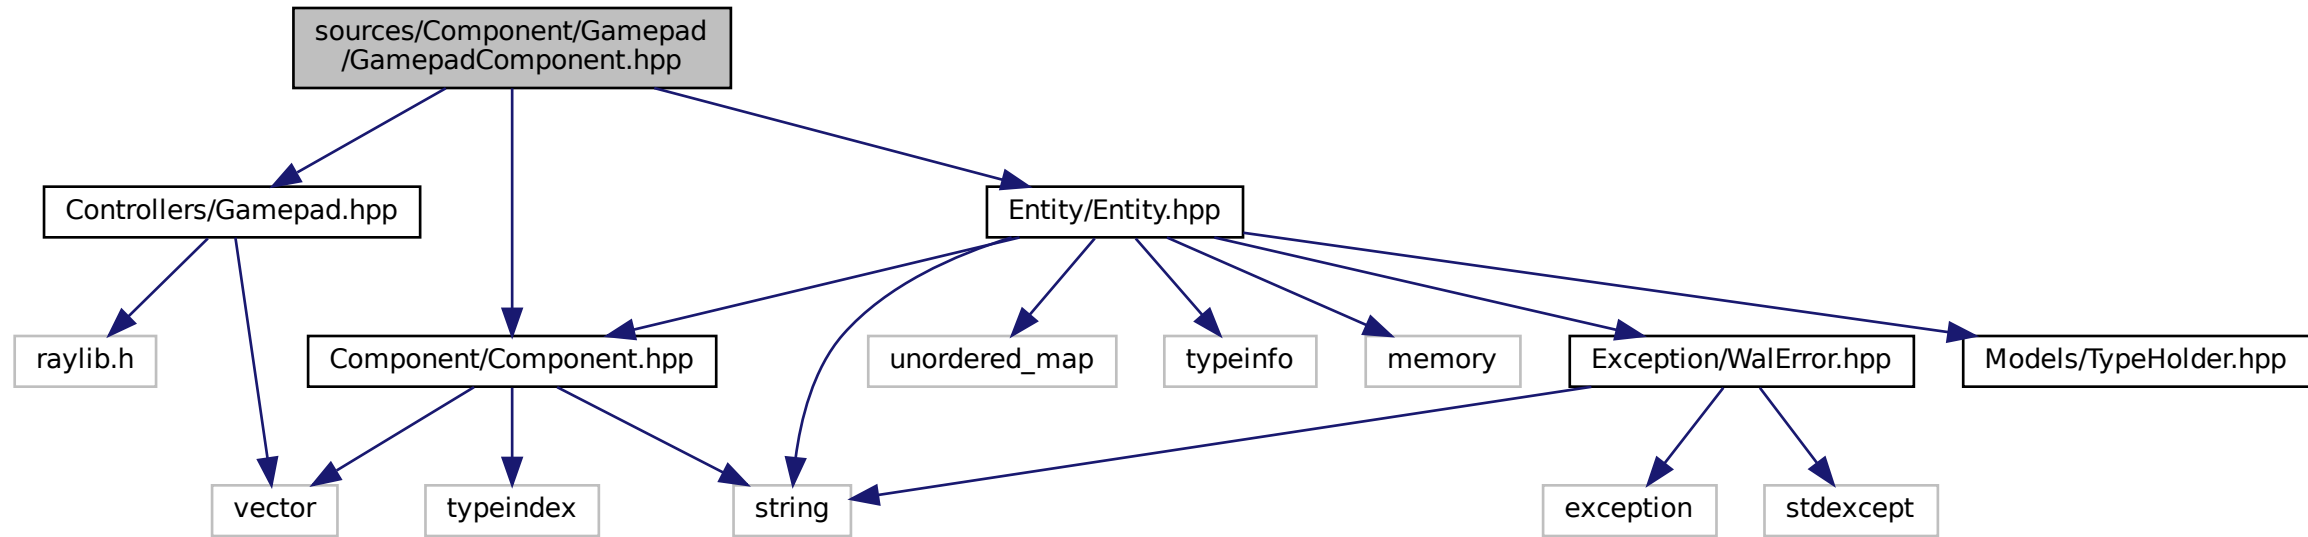 sources/Component/Gamepad
/GamepadComponent.hpp
Controllers/Gamepad.hpp
Entity/Entity.hpp
raylib.h
Component/Component.hpp
unordered_map
typeinfo
memory
Exception/WalError.hpp
Models/TypeHolder.hpp
vector
typeindex
string
exception
stdexcept